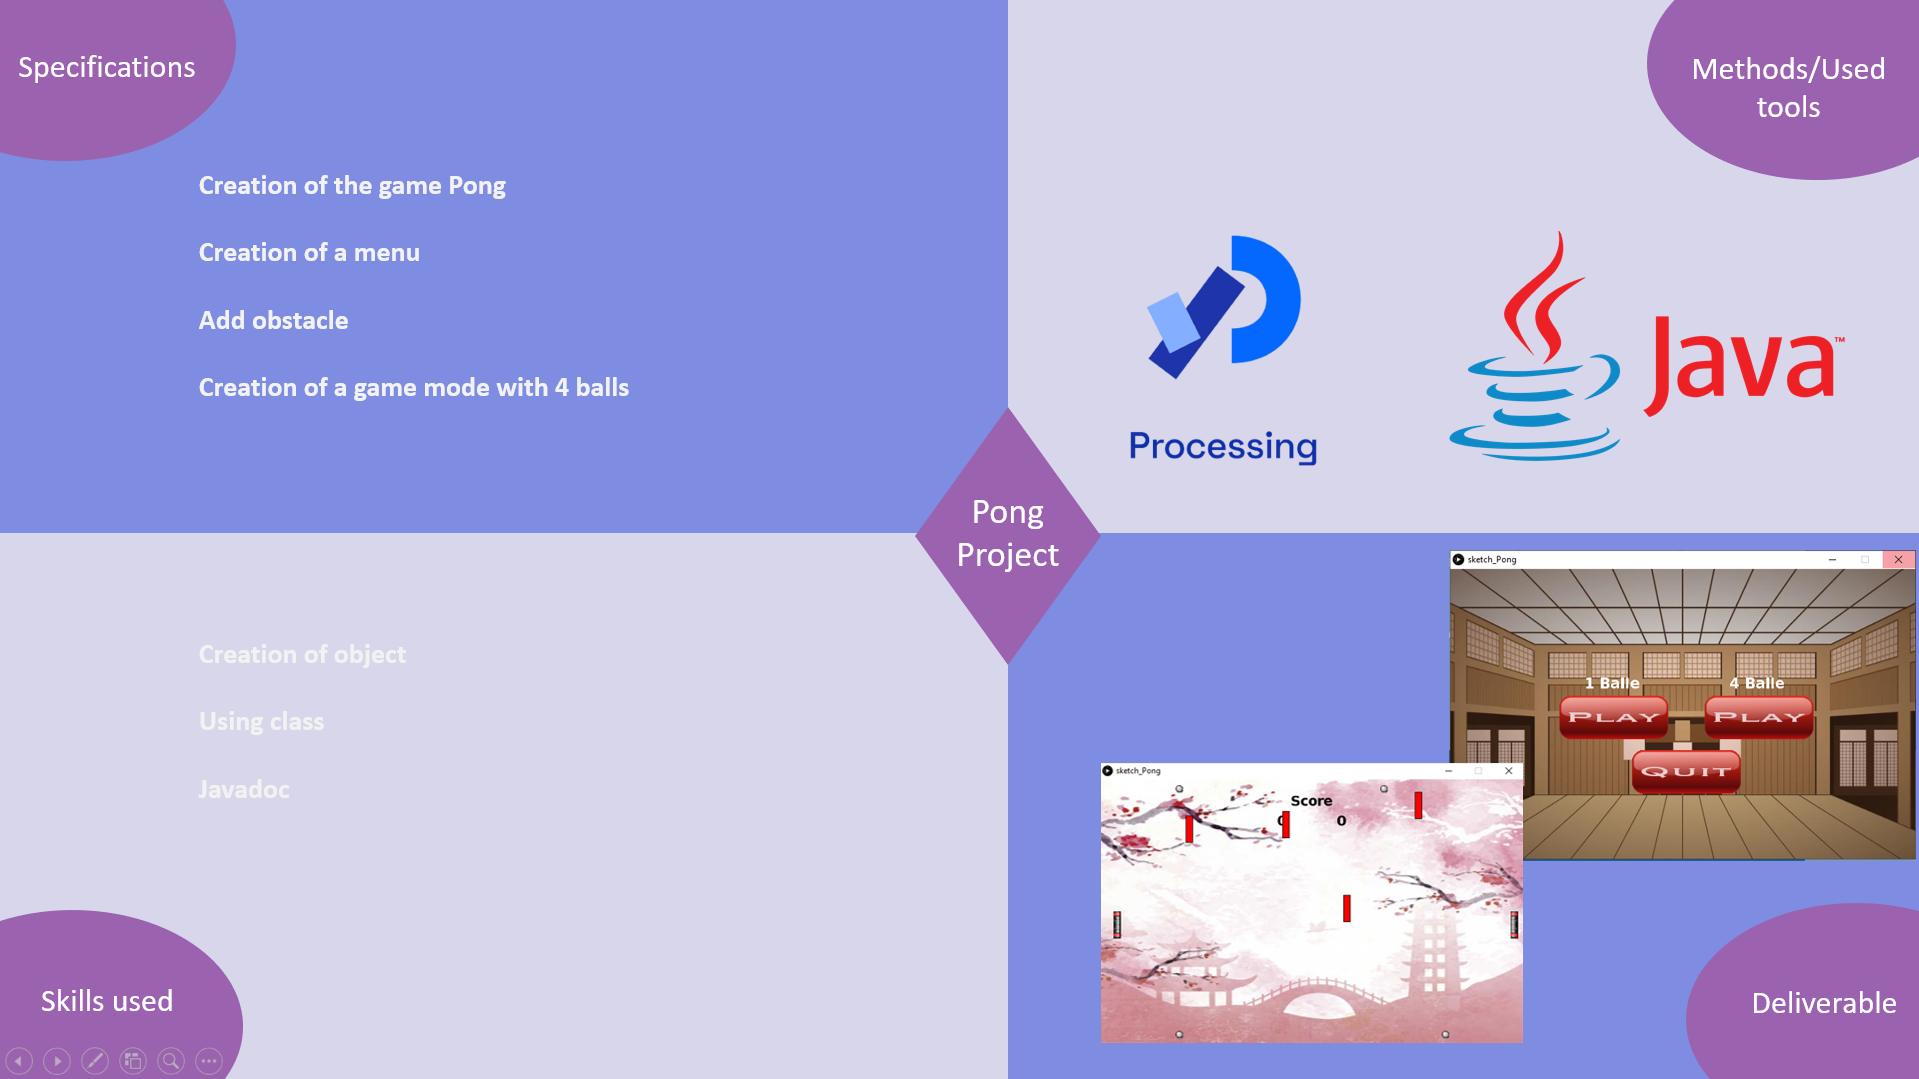 Specifications
Creation of the game Pong
Creation of a menu
Add obstacle
Creation of a game mode with 4 balls
Methods/Used
tools
Processing
Java™
Pong
Project
Creation of object
Using class
Javadoc
Skills used
sketch_Pong
1 Balle
4 Balle
PLAY
PLAY
QUIT
sketch_Pong
Score
0 0
Deliverable